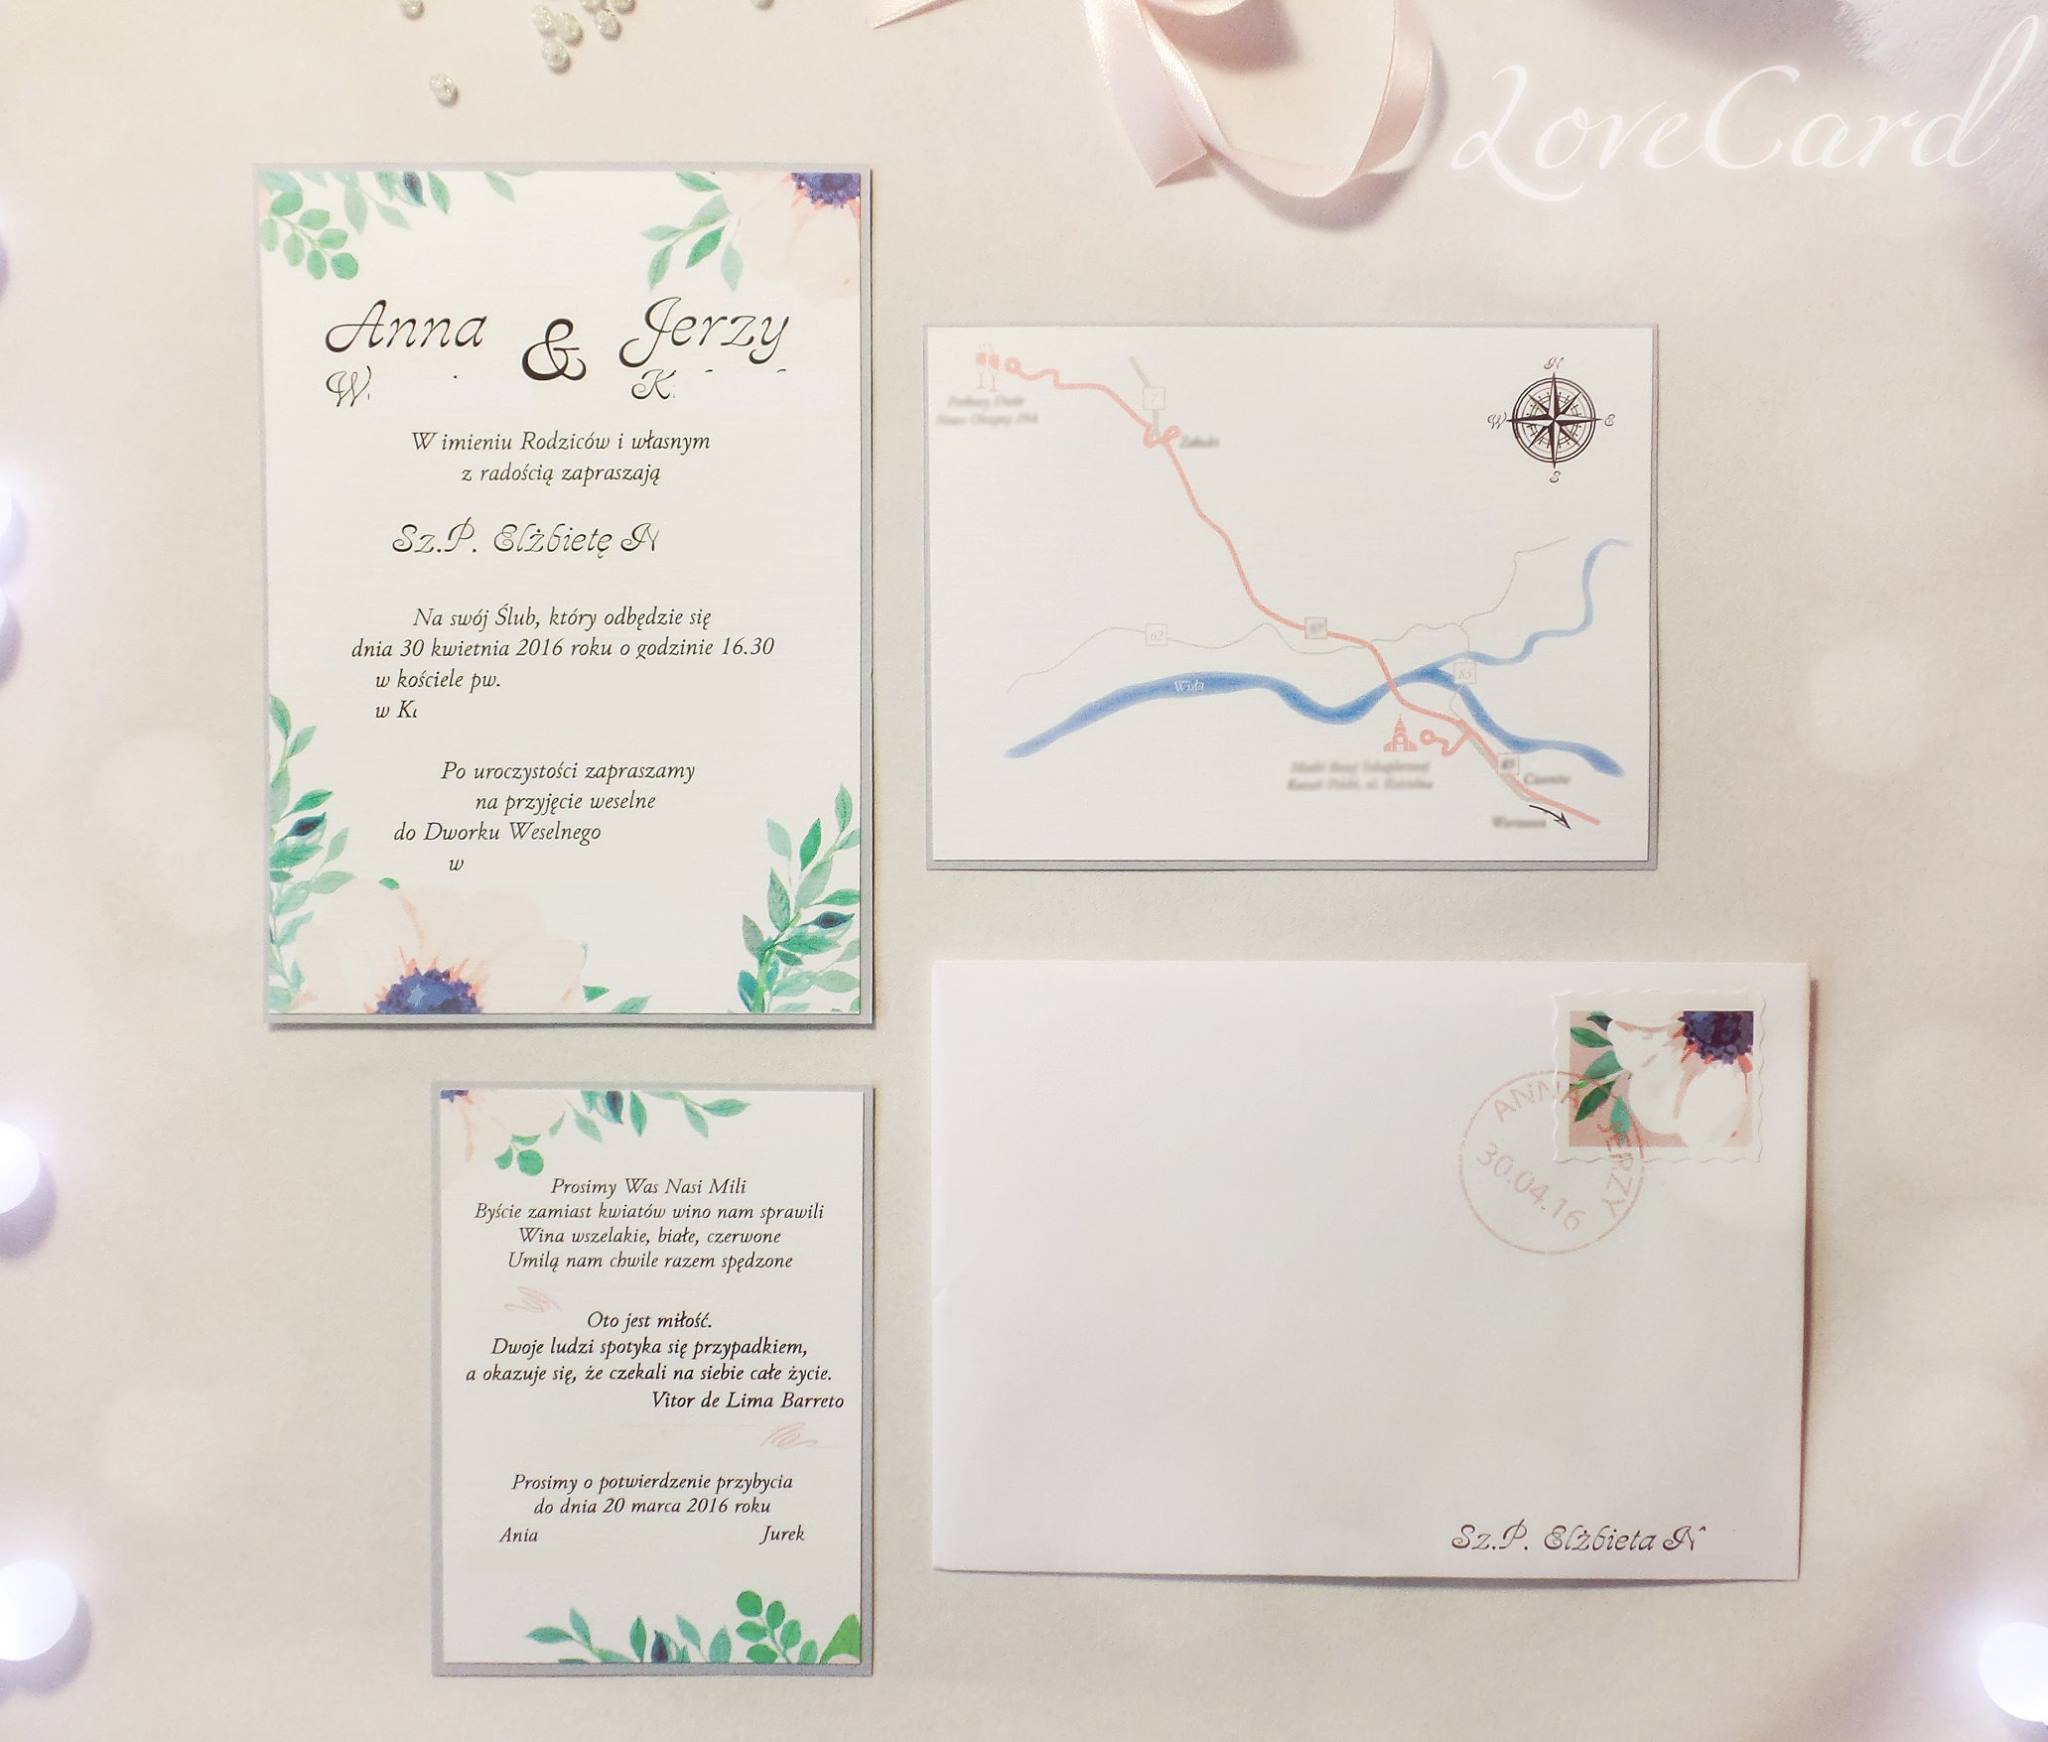 LoveCard
Anna & Jerzy
W. K
W imieniu Rodziców i własnym
z radością zapraszają
Sz.P. Elżbietę N
Na swój Ślub, który odbędzie się
dnia 30 kwietnia 2016 roku o godzinie 16.30
w kościele pw.
w
Po uroczystości zapraszamy
na przyjęcie weselne
do Dworku Weselnego
w
N
W E
S
7
62
Wisła
85
Prosimy Was Nasi Mili
Byście zamiast kwiatów wino nam sprawili
Wina wszelakie, białe, czerwone
Umilą nam chwile razem spędzone
Oto jest miłość.
Dwoje ludzi spotyka się przypadkiem,
a okazuje się, że czekali na siebie całe życie.
Vitor de Lima Barreto
Prosimy o potwierdzenie przybycia
do dnia 20 marca 2016 roku
Ania Jurek
ANNA JERZY
30.04.16
Sz.P. Elżbieta N